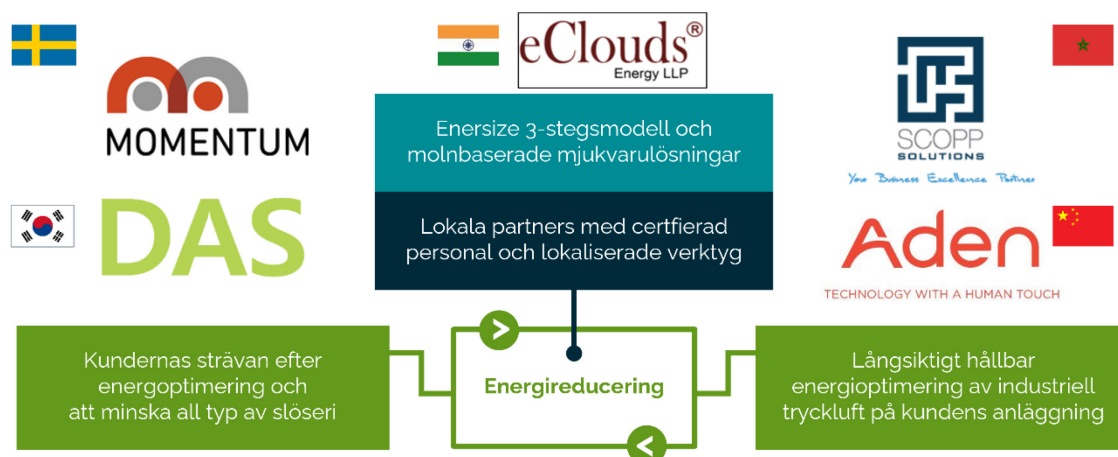 eClouds®
Energy LLP
MOMENTUM
SCOPP
SOLUTIONS
Your Business Excellence Partner
Enersize 3-stegsmodell och
molnbaserade mjukvarulösningar
DAS
Lokala partners med certfierad
personal och lokaliserade verktyg
Aden
TECHNOLOGY WITH A HUMAN TOUCH
Kundernas strävan efter
energoptimering och
att minska all typ av slöseri
Energireducering
Långsiktigt hållbar
energioptimering av industriell
tryckluft på kundens anläggning